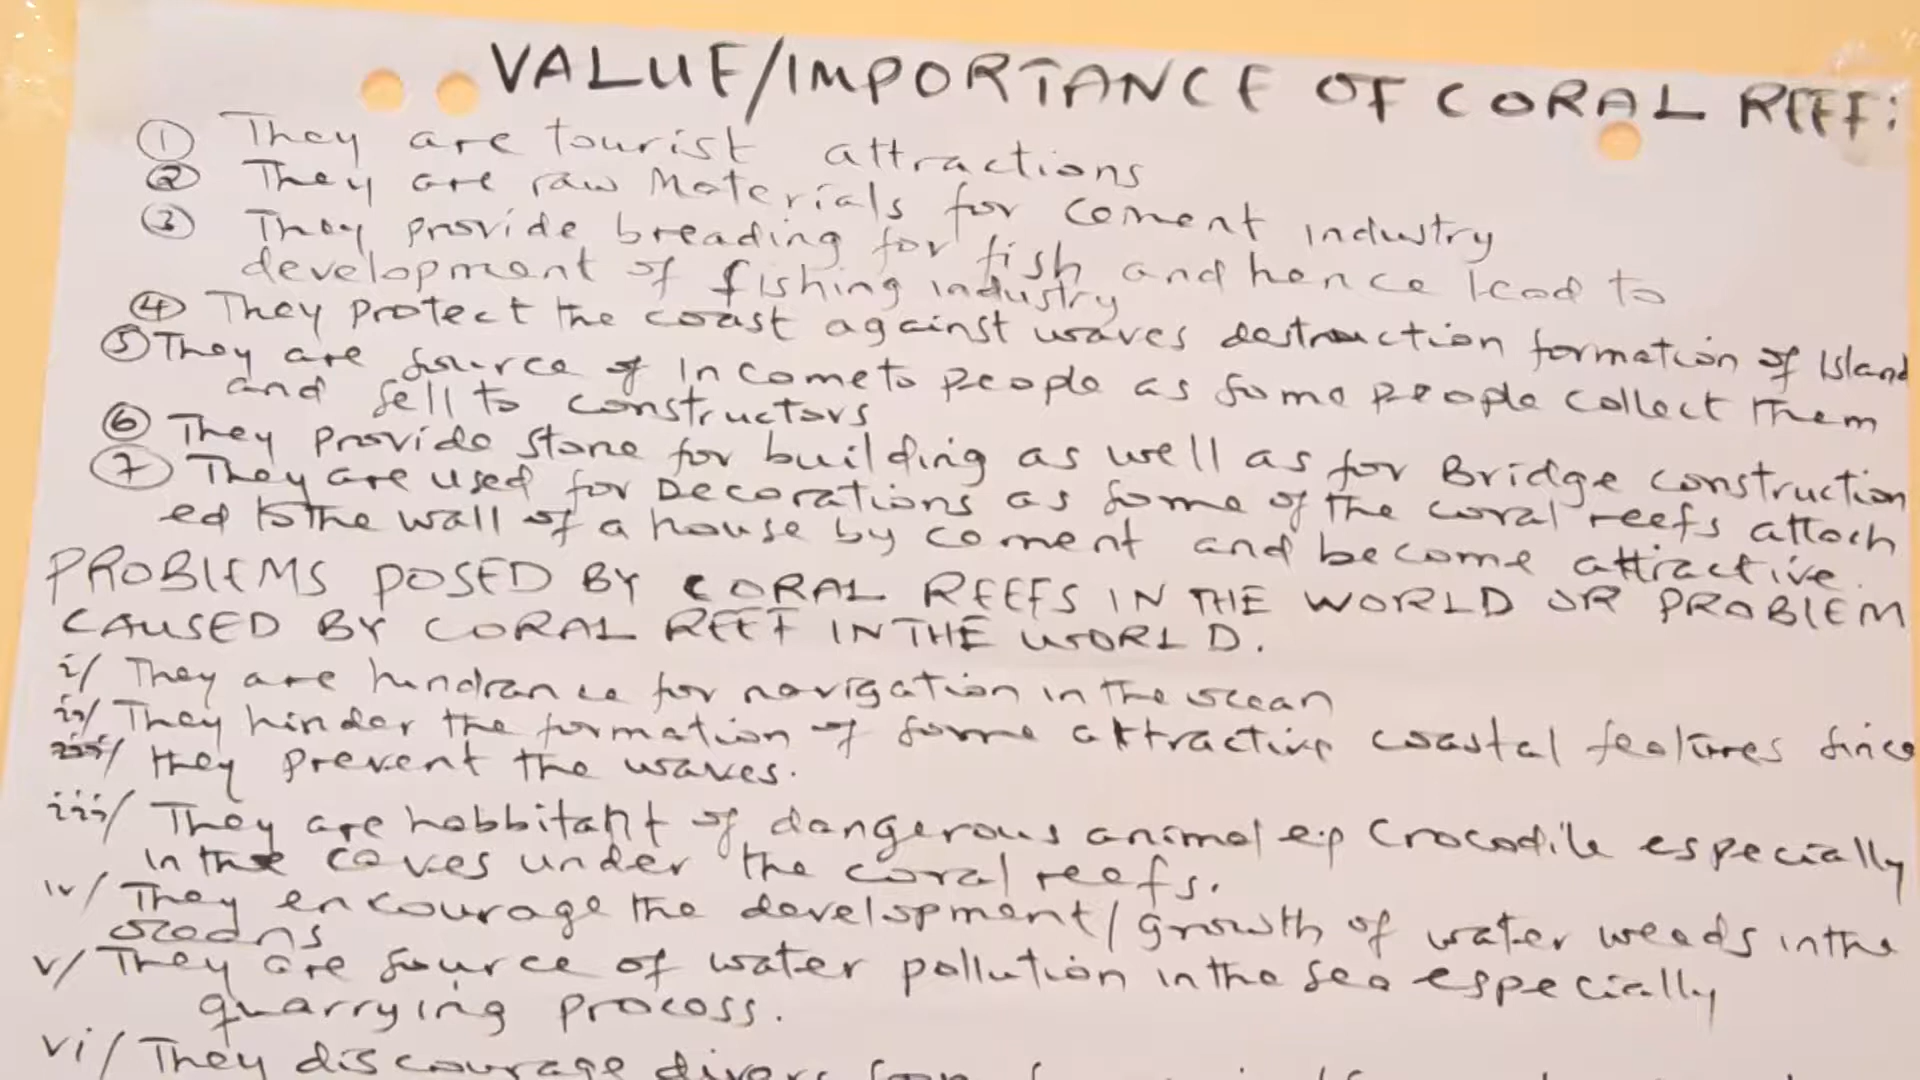 VALUE/IMPORTANCE OF CORAL REEF:
① They are tourist attractions
② They are raw Materials for cement industry
③ They provide breading for fish and hence lead to
development of fishing industry
④ They protect the coast against waves destruction formation of Island
⑤ They are source of Income to people as some people collect them
and sell to constructors
⑥ They provide stone for building as well as for Bridge construction
⑦ They are used for Decorations as some of the coral reefs attach
ed to the wall of a house by cement and become attractive.
PROBLEMS POSED BY CORAL REEFS IN THE WORLD OR PROBLEM
CAUSED BY CORAL REEF IN THE WORLD.
i/ They are hindrance for navigation in the ocean
ii/ They hinder the formation of some attractive coastal features since
they prevent the waves.
iii/ They are habbitant of dangerous animal eg Crocodile especially
in the caves under the coral reefs.
iv/ They encourage the development/growth of water weeds in the
oceans
v/ They are source of water pollution in the sea especially
quarrying process.
vi/ They discourage divers